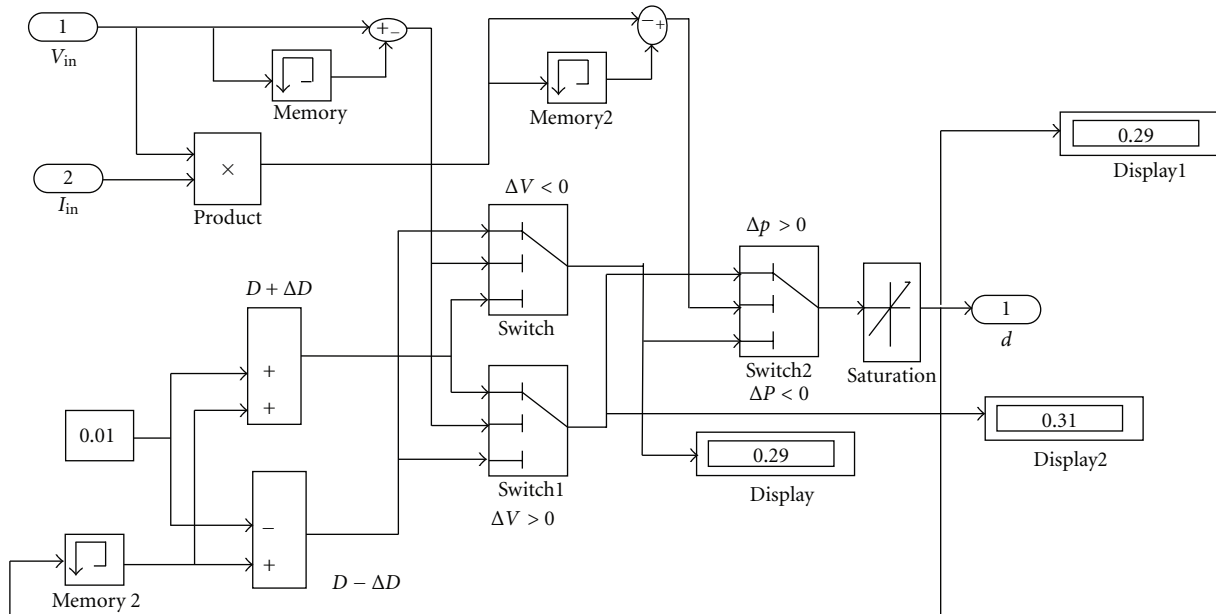 1
V_in
+ −
Memory
− +
Memory2
2
I_in
×
Product
0.29
Display1
ΔV < 0
Switch
Δp > 0
Switch2
ΔP < 0
Saturation
1
d
D + ΔD
+
+
0.01
Switch1
ΔV > 0
0.29
Display
0.31
Display2
−
+
D − ΔD
Memory 2